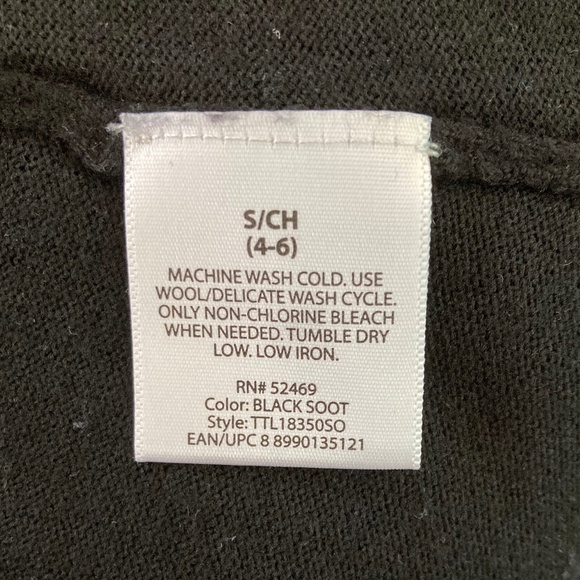 S/CH
(4-6)
MACHINE WASH COLD. USE
WOOL/DELICATE WASH CYCLE.
ONLY NON-CHLORINE BLEACH
WHEN NEEDED. TUMBLE DRY
LOW. LOW IRON.
RN# 52469
Color: BLACK SOOT
Style: TTL18350SO
EAN/UPC 8 8990135121